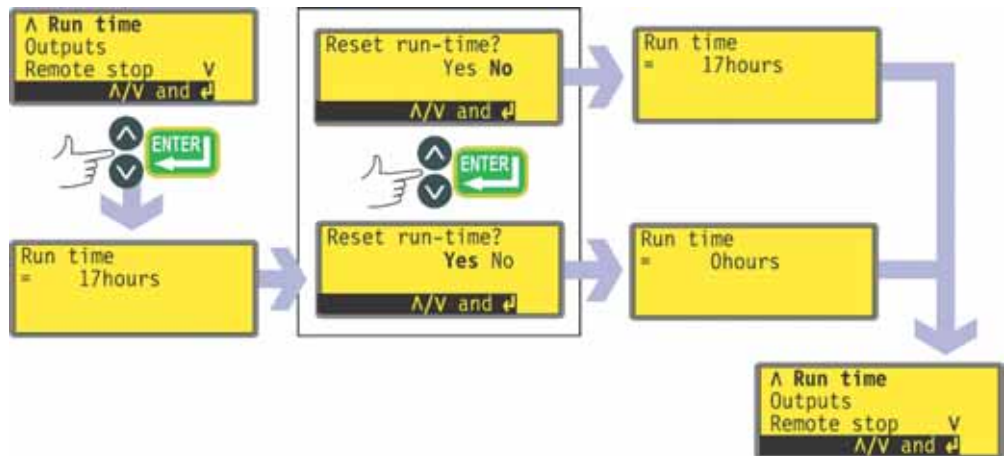 Λ Run time
Outputs
Remote stop V
Λ/V and ↵
ENTER
Run time
= 17hours
Reset run-time?
Yes No
Λ/V and ↵
ENTER
Reset run-time?
Yes No
Λ/V and ↵
Run time
= 17hours
Run time
= 0hours
Λ Run time
Outputs
Remote stop V
Λ/V and ↵